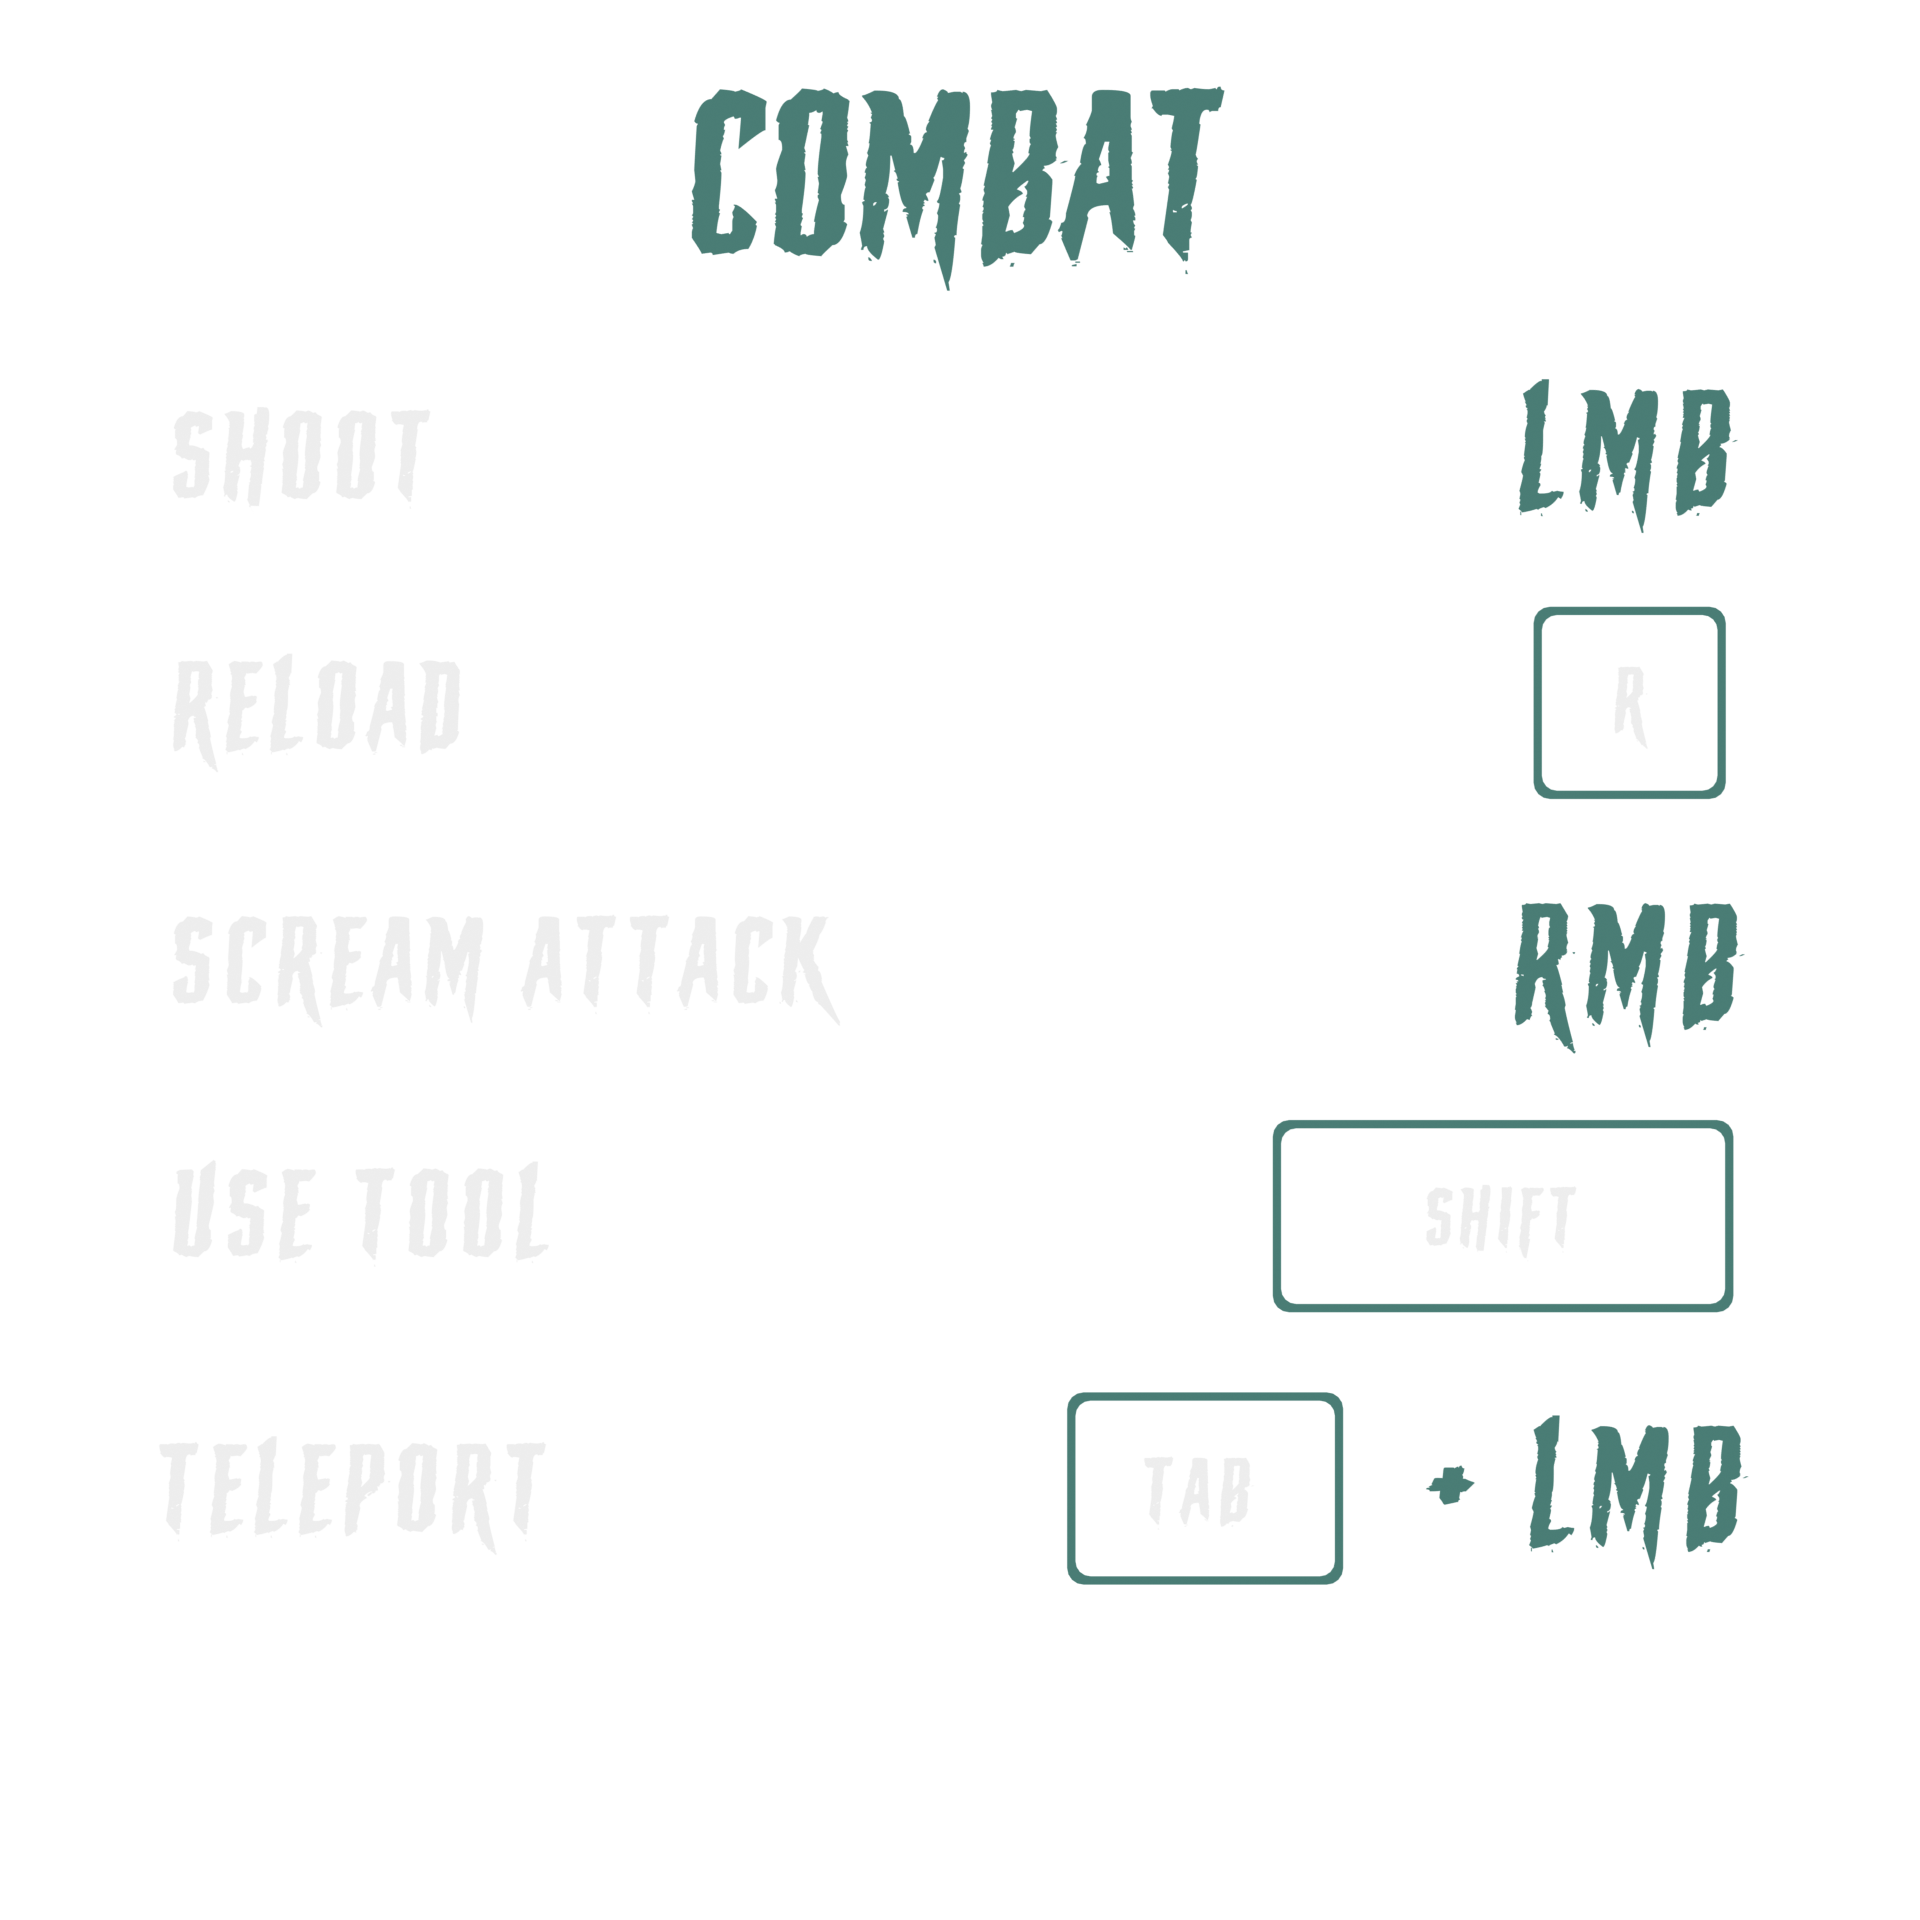 COMBAT
SHOOT LMB
RELOAD R
SCREAM ATTACK RMB
USE TOOL SHIFT
TELEPORT TAB + LMB